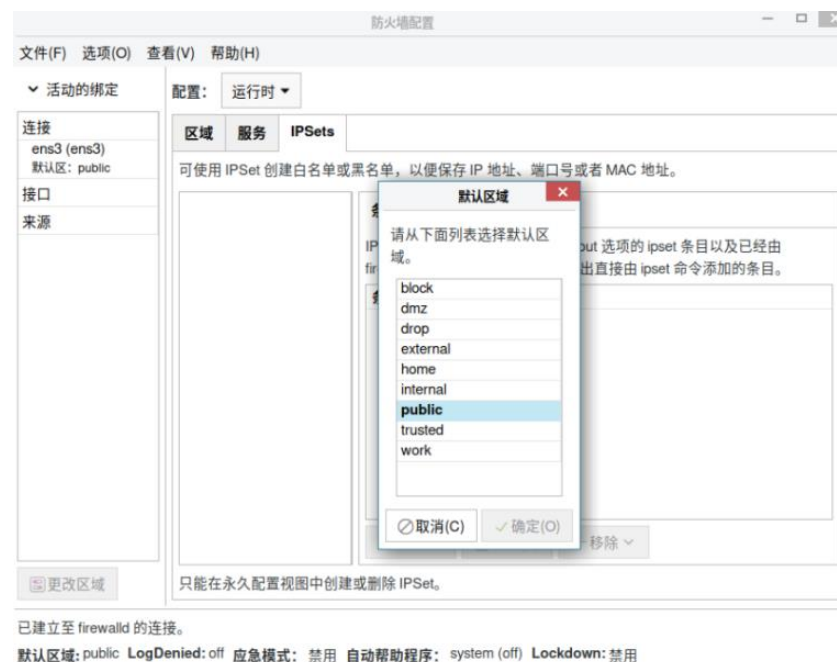 防火墙配置
文件(F) 选项(O) 查看(V) 帮助(H)
活动的绑定
配置： 运行时
连接
ens3 (ens3)
默认区：public
接口
来源
区域 服务 IPSets
可使用 IPSet 创建白名单或黑名单，以便保存 IP 地址、端口号或者 MAC 地址。
默认区域
请从下面列表选择默认区
域。
block
dmz
drop
external
home
internal
public
trusted
work
取消(C) 确定(O)
IP
out 选项的 ipset 条目以及已经由
出直接由 ipset 命令添加的条目。
移除
更改区域
只能在永久配置视图中创建或删除 IPSet。
已建立至 firewalld 的连接。
默认区域: public LogDenied: off 应急模式： 禁用 自动帮助程序： system (off) Lockdown: 禁用